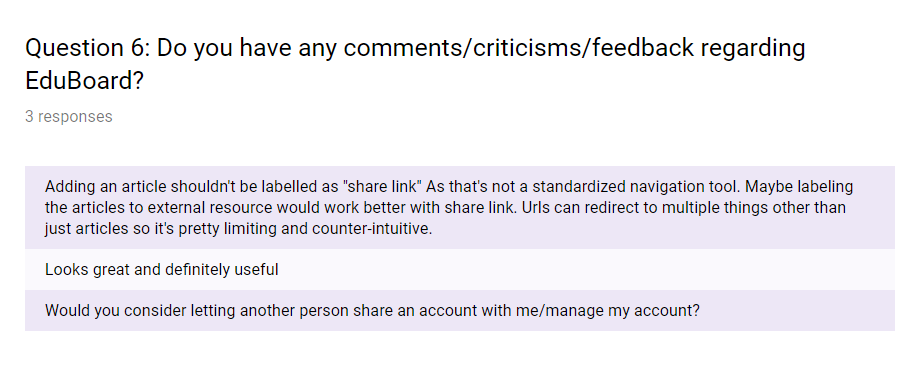 Question 6: Do you have any comments/criticisms/feedback regarding
EduBoard?
3 responses
Adding an article shouldn't be labelled as "share link" As that's not a standardized navigation tool. Maybe labeling
the articles to external resource would work better with share link. Urls can redirect to multiple things other than
just articles so it's pretty limiting and counter-intuitive.
Looks great and definitely useful
Would you consider letting another person share an account with me/manage my account?